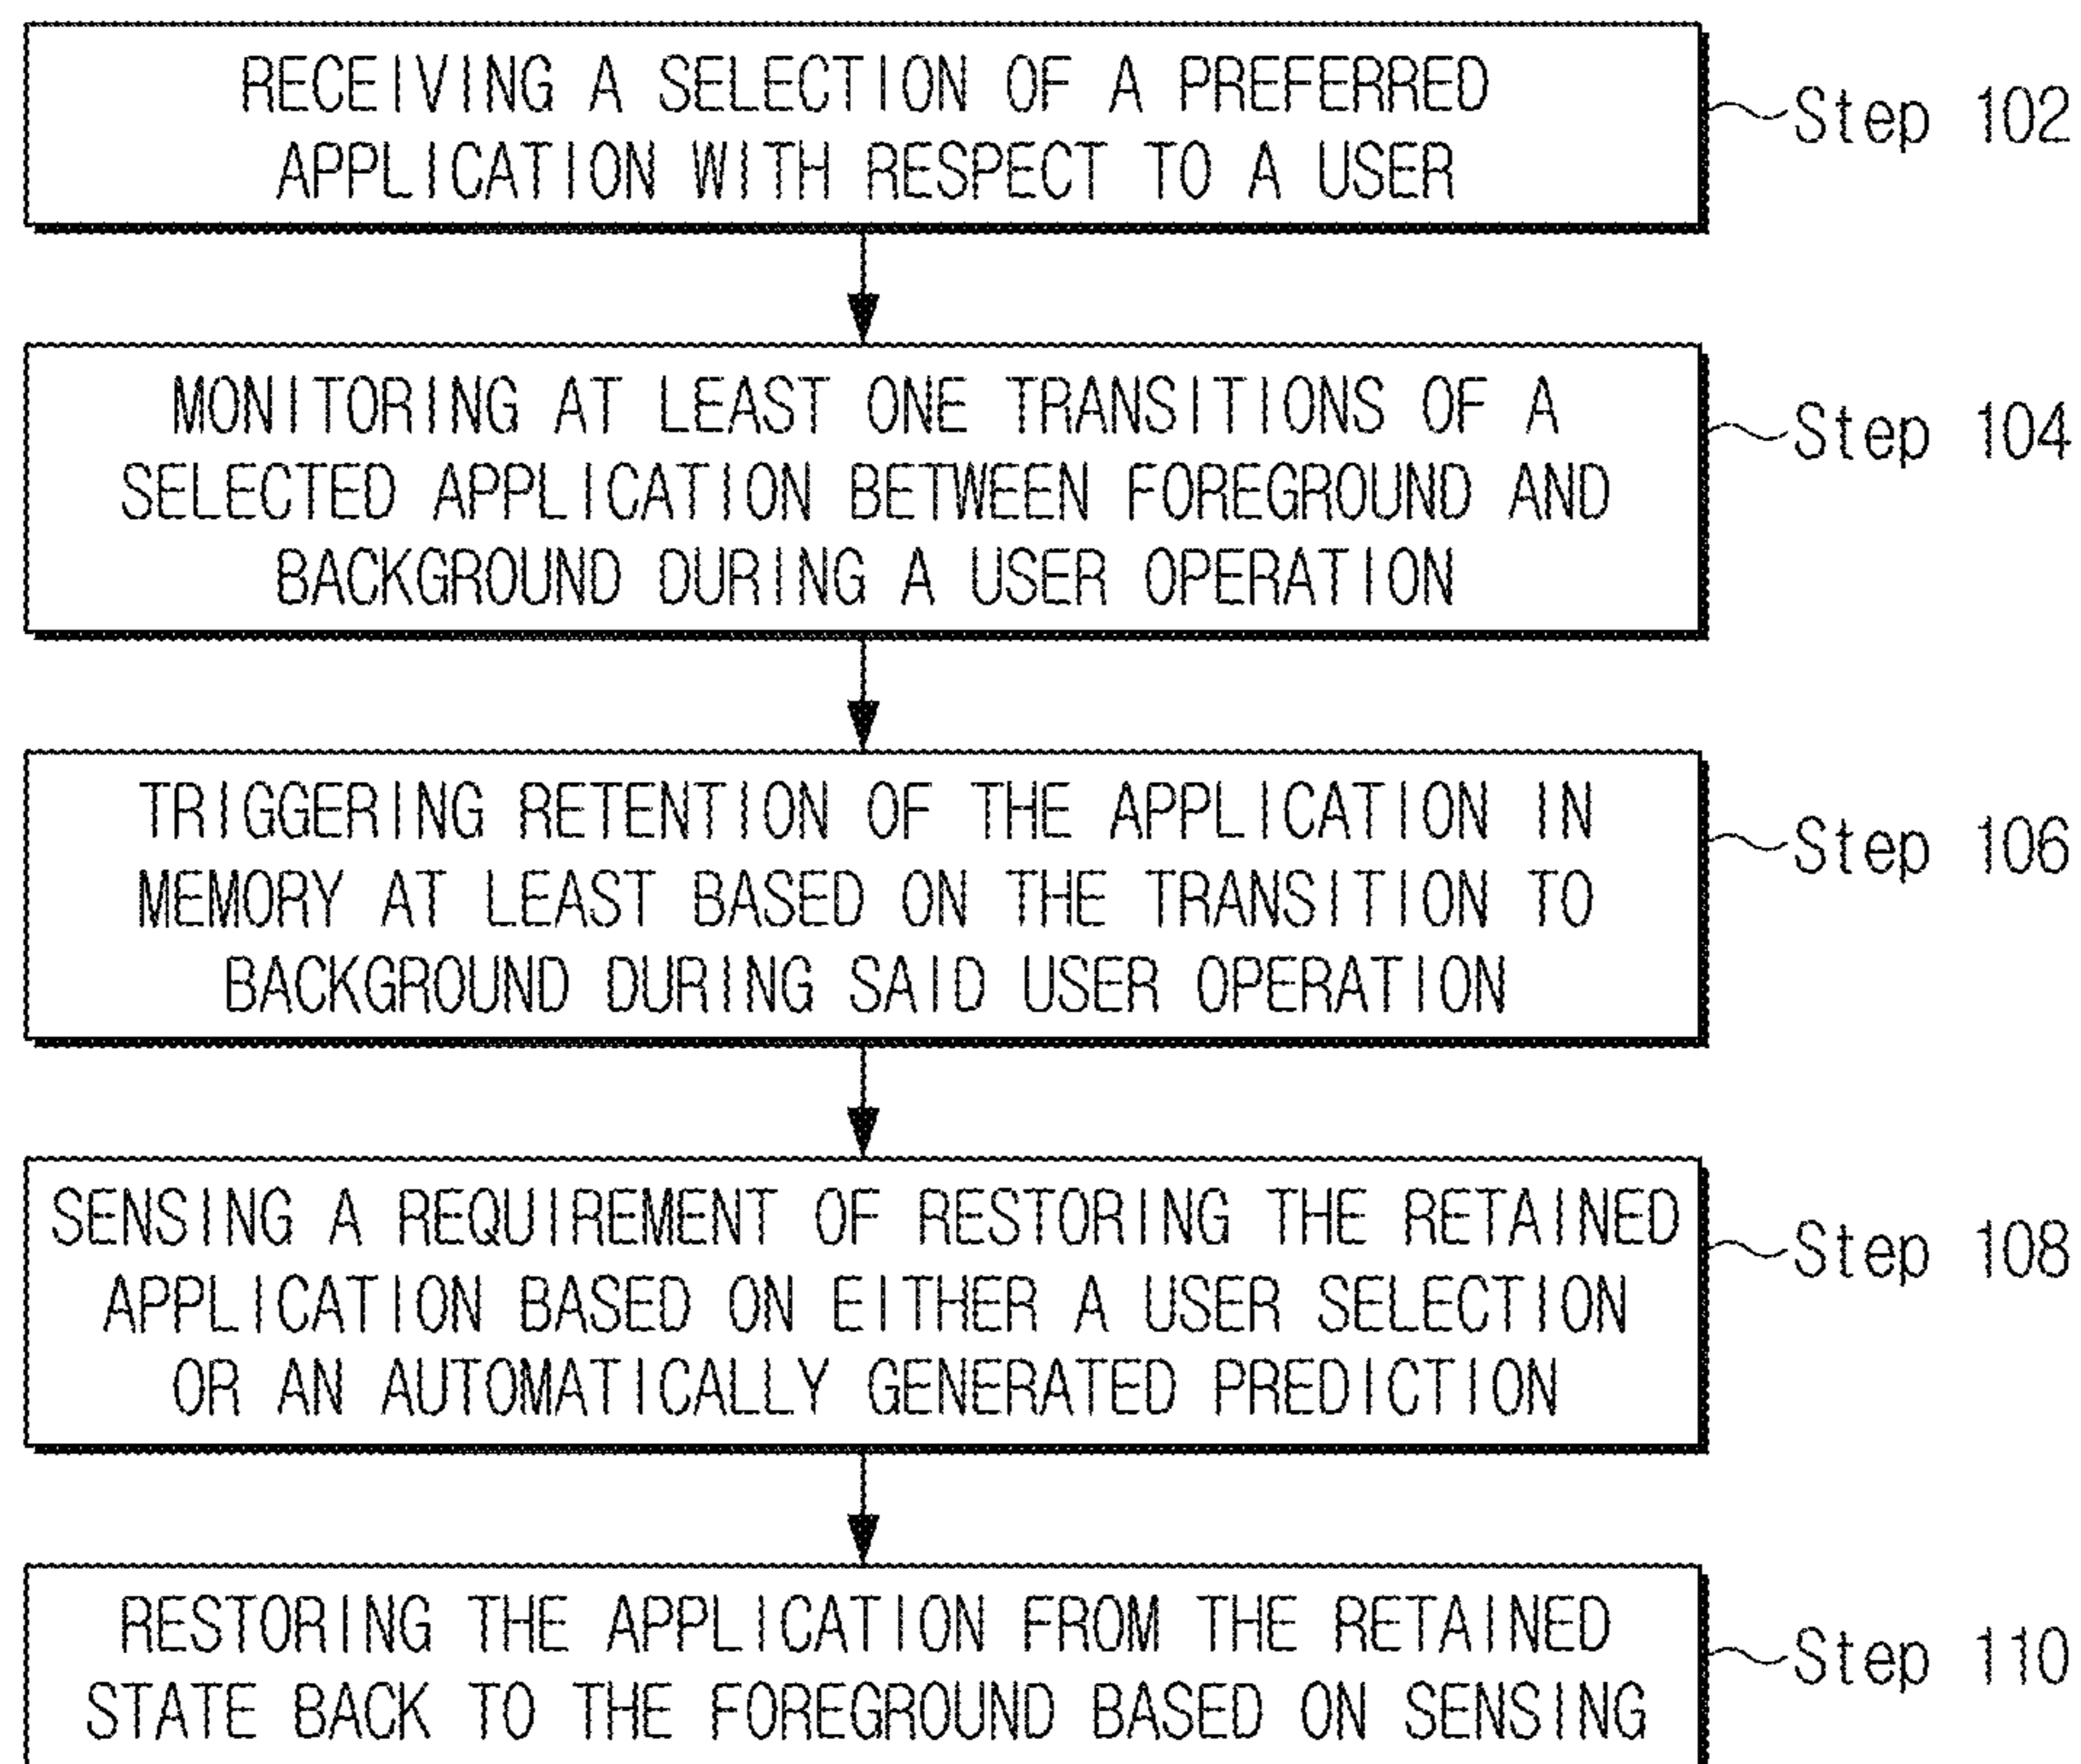 RECEIVING A SELECTION OF A PREFERRED
APPLICATION WITH RESPECT TO A USER
Step 102
MONITORING AT LEAST ONE TRANSITIONS OF A
SELECTED APPLICATION BETWEEN FOREGROUND AND
BACKGROUND DURING A USER OPERATION
Step 104
TRIGGERING RETENTION OF THE APPLICATION IN
MEMORY AT LEAST BASED ON THE TRANSITION TO
BACKGROUND DURING SAID USER OPERATION
Step 106
SENSING A REQUIREMENT OF RESTORING THE RETAINED
APPLICATION BASED ON EITHER A USER SELECTION
OR AN AUTOMATICALLY GENERATED PREDICTION
Step 108
RESTORING THE APPLICATION FROM THE RETAINED
STATE BACK TO THE FOREGROUND BASED ON SENSING
Step 110